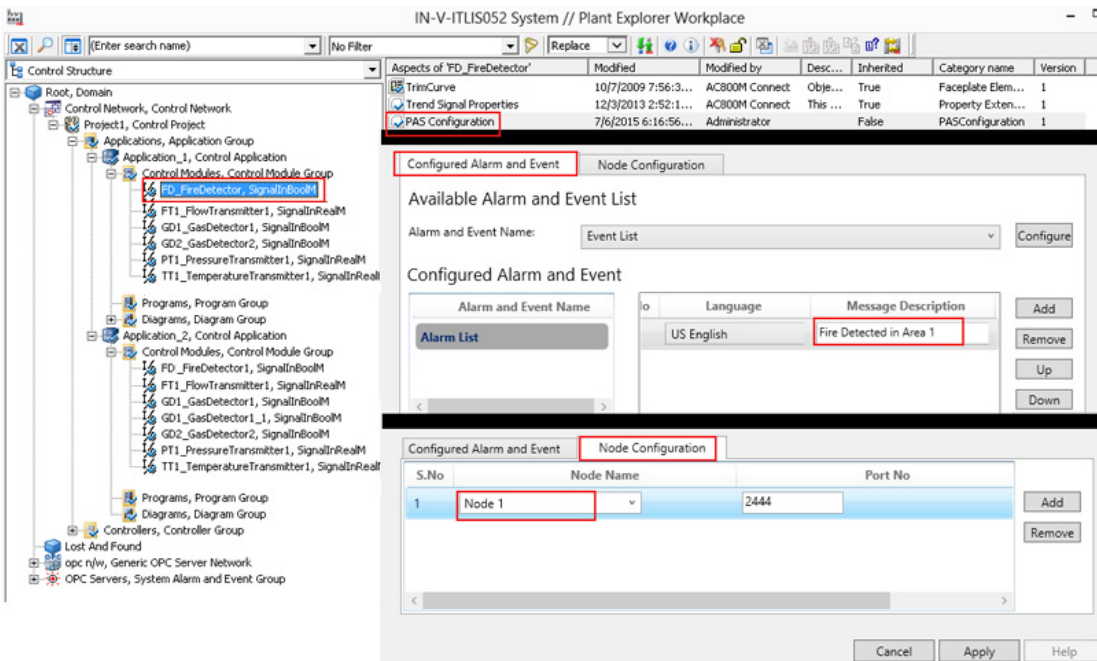 IN-V-ITLIS052 System // Plant Explorer Workplace
(Enter search name) No Filter Replace
Control Structure
Root, Domain
Control Network, Control Network
Project1, Control Project
Applications, Application Group
Application_1, Control Application
Control Modules, Control Module Group
FD_FireDetector, SignalInBoolM
FT1_FlowTransmitter1, SignalInRealM
GD1_GasDetector1, SignalInBoolM
GD2_GasDetector2, SignalInBoolM
PT1_PressureTransmitter1, SignalInRealM
TT1_TemperatureTransmitter1, SignalInReal
Programs, Program Group
Diagrams, Diagram Group
Application_2, Control Application
Control Modules, Control Module Group
FD_FireDetector1, SignalInBoolM
FT1_FlowTransmitter1, SignalInRealM
GD1_GasDetector1, SignalInBoolM
GD1_GasDetector1_1, SignalInBoolM
GD2_GasDetector2, SignalInBoolM
PT1_PressureTransmitter1, SignalInRealM
TT1_TemperatureTransmitter1, SignalInReal
Programs, Program Group
Diagrams, Diagram Group
Controllers, Controller Group
Lost And Found
opc n/w, Generic OPC Server Network
OPC Servers, System Alarm and Event Group
Aspects of 'FD_FireDetector' Modified Modified by Desc... Inherited Category name Version
TrimCurve 10/7/2009 7:56:3... AC800M Connect Obje... True Faceplate Elem... 1
Trend Signal Properties 12/3/2013 2:52:1... AC800M Connect This ... True Property Exten... 1
PAS Configuration 7/6/2015 6:16:56... Administrator False PASConfiguration 1
Configured Alarm and Event Node Configuration
Available Alarm and Event List
Alarm and Event Name: Event List Configure
Configured Alarm and Event
Alarm and Event Name lo Language Message Description Add
Alarm List US English Fire Detected in Area 1
Remove
Up
Down
Configured Alarm and Event Node Configuration
S.No Node Name Port No
1 Node 1 2444 Add
Remove
Cancel Apply Help